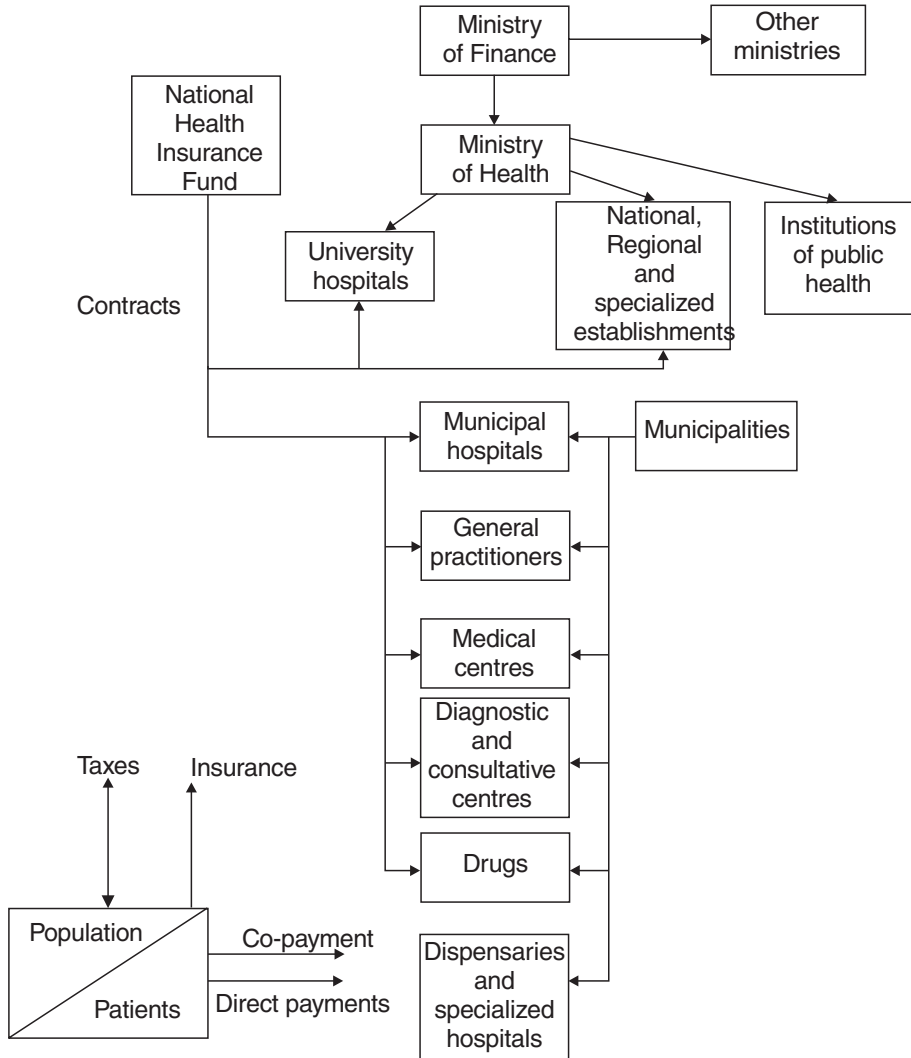 Ministry
of Finance
Other
ministries
National
Health
Insurance
Fund
Ministry
of Health
University
hospitals
National,
Regional
and
specialized
establishments
Institutions
of public
health
Contracts
Municipal
hospitals
Municipalities
General
practitioners
Medical
centres
Diagnostic
and
consultative
centres
Taxes
Insurance
Drugs
Population
Patients
Co-payment
Direct payments
Dispensaries
and
specialized
hospitals